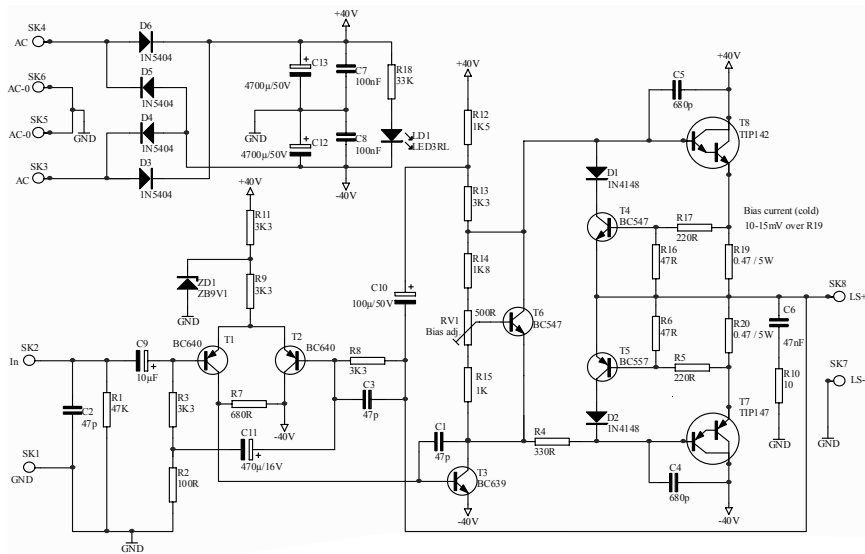 SK4
AC
D6
1N5404
SK6
AC-0
D5
1N5404
SK5
AC-0
D4
1N5404
GND
SK3
AC
D3
1N5404
+40V
C13
4700µ/50V
C7
100nF
R18
33K
GND
C12
4700µ/50V
C8
100nF
LD1
LED3RL
-40V
+40V
R12
1K5
R13
3K3
R14
1K8
RV1
500R
Bias adj.
R15
1K
T6
BC547
C5
680p
T8
TIP142
D1
1N4148
T4
BC547
R17
220R
Bias current (cold)
10-15mV over R19
R16
47R
R19
0.47 / 5W
R6
47R
R20
0.47 / 5W
T5
BC557
R5
220R
D2
1N4148
T7
TIP147
C4
680p
+40V
-40V
SK8
LS+
C6
47nF
R10
10
GND
SK7
LS-
GND
+40V
R11
3K3
ZD1
ZB9V1
GND
R9
3K3
C10
100µ/50V
SK2
In
C9
10µF
BC640
T1
T2
BC640
R8
3K3
C2
47p
R1
47K
R3
3K3
R7
680R
-40V
C3
47p
C11
470µ/16V
C1
47p
R4
330R
T3
BC639
-40V
SK1
GND
R2
100R
GND